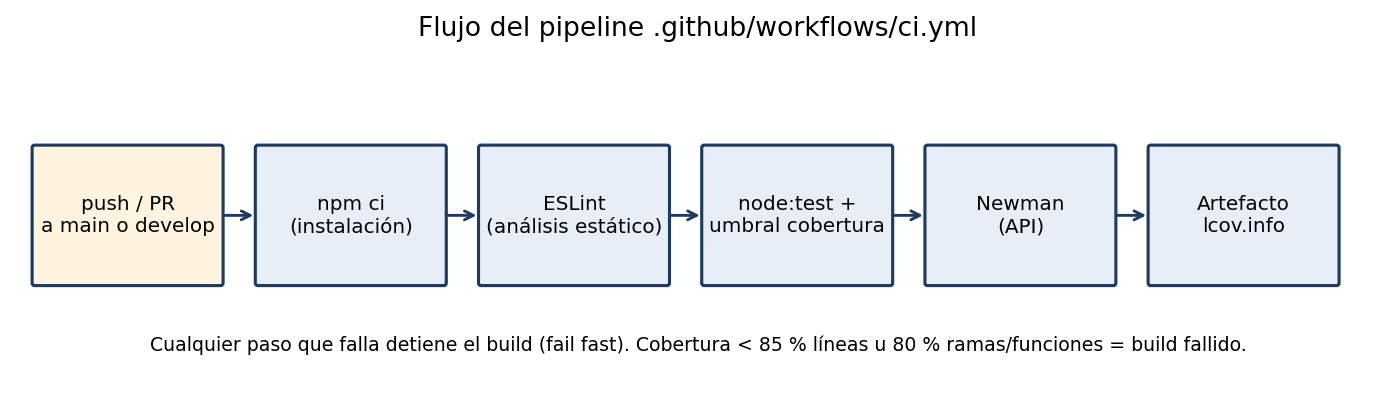 Flujo del pipeline .github/workflows/ci.yml
push / PR
a main o develop
npm ci
(instalación)
ESLint
(análisis estático)
node:test +
umbral cobertura
Newman
(API)
Artefacto
lcov.info
Cualquier paso que falla detiene el build (fail fast). Cobertura < 85 % líneas u 80 % ramas/funciones = build fallido.